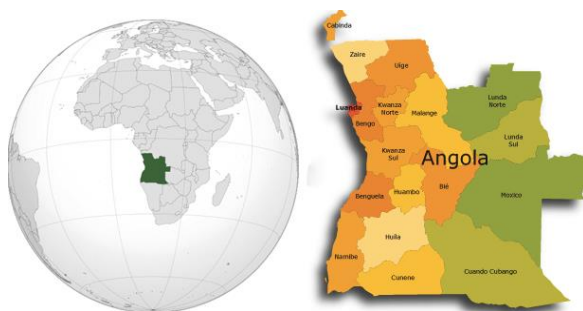 Cabinda
Zaire
Uige
Luanda
Bengo
Kwanza
Norte
Malange
Lunda
Norte
Lunda
Sul
Kwanza
Sul
Angola
Benguela
Huambo
Bié
Moxico
Huila
Namibe
Cunene
Cuando Cubango